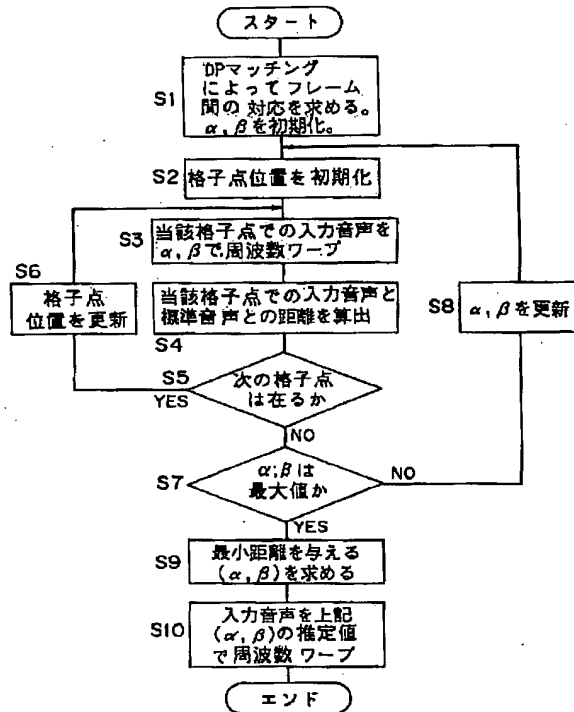 スタート
S1
DPマッチング
によってフレーム
間の対応を求める。
α, βを初期化。
S2
格子点位置を初期化
S3
当該格子点での入力音声を
α, βで周波数ワープ
S6
格子点
位置を更新
当該格子点での入力音声と
標準音声との距離を算出
S4
S8
α, βを更新
S5
次の格子点
は在るか
YES
NO
S7
α;βは
最大値か
NO
YES
S9
最小距離を与える
(α, β)を求める
S10
入力音声を上記
(α, β)の推定値
で周波数ワープ
エンド